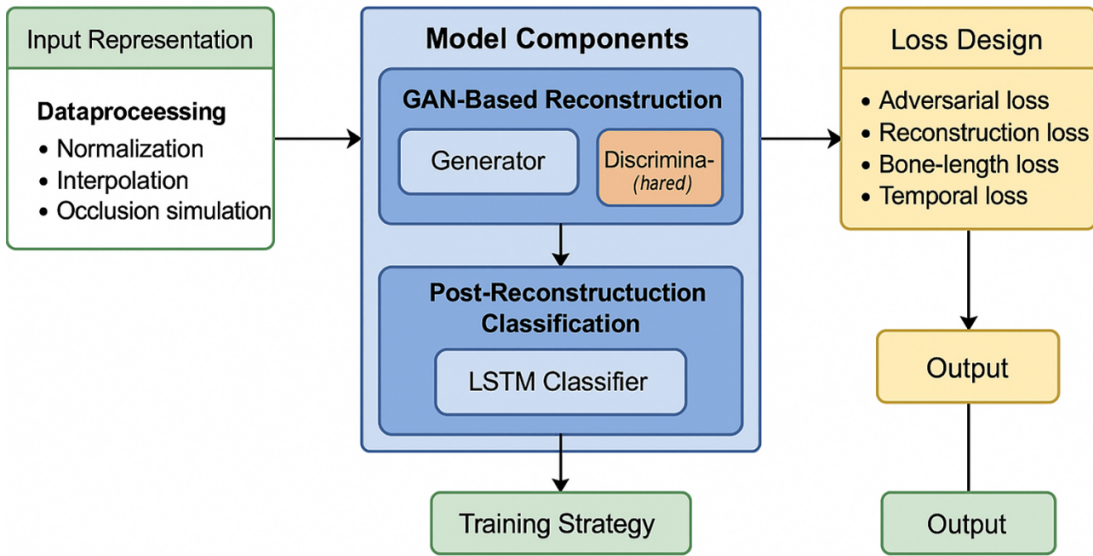 Input Representation
Dataproceessing
• Normalization
• Interpolation
• Occlusion simulation
Model Components
GAN-Based Reconstruction
Generator
Discrimina-
(hared)
Post-Reconstructuction
Classification
LSTM Classifier
Training Strategy
Loss Design
• Adversarial loss
• Reconstruction loss
• Bone-length loss
• Temporal loss
Output
Output